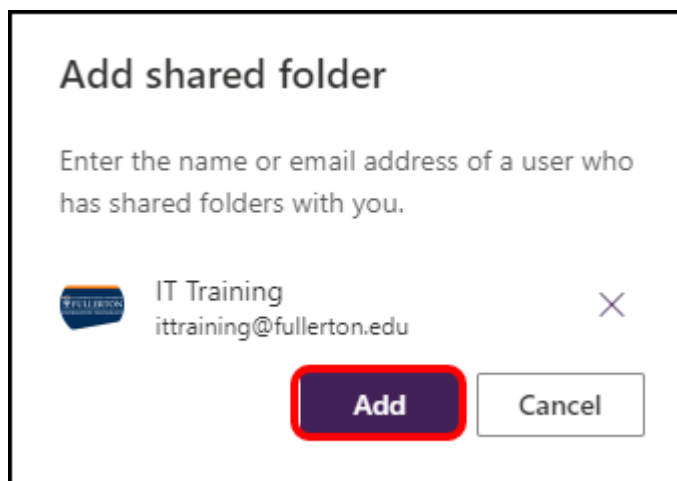 Add shared folder
Enter the name or email address of a user who
has shared folders with you.
IT Training
FULLERTON
ittraining@fullerton.edu
Add
Cancel